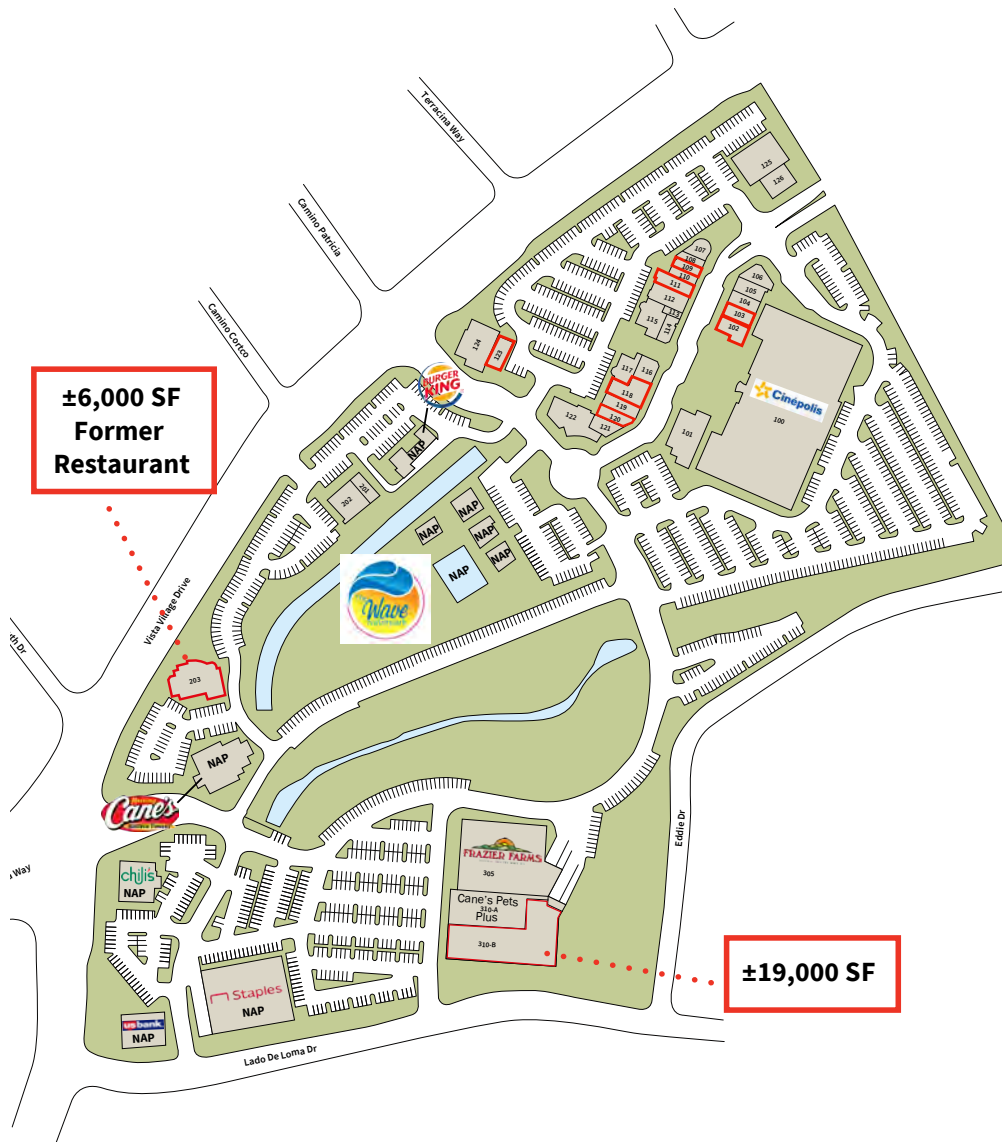 Terracina Way
Camino Patricia
Camino Cortco
125
126
107
108
109
110
111
112
113
114
115
106
105
104
103
102
124
123
BURGER
KING
NAP
117
116
118
119
120
121
122
101
Cinépolis
100
±6,000 SF
Former
Restaurant
201
202
NAP
NAP
NAP
NAP
NAP
Wave
Vista Village Drive
203
NAP
Cane's
Eddie Dr
Way
chili's
NAP
FRAZIER FARMS
305
Cane's Pets
310-A
Plus
310-B
±19,000 SF
Staples
NAP
usbank
NAP
Lado De Loma Dr